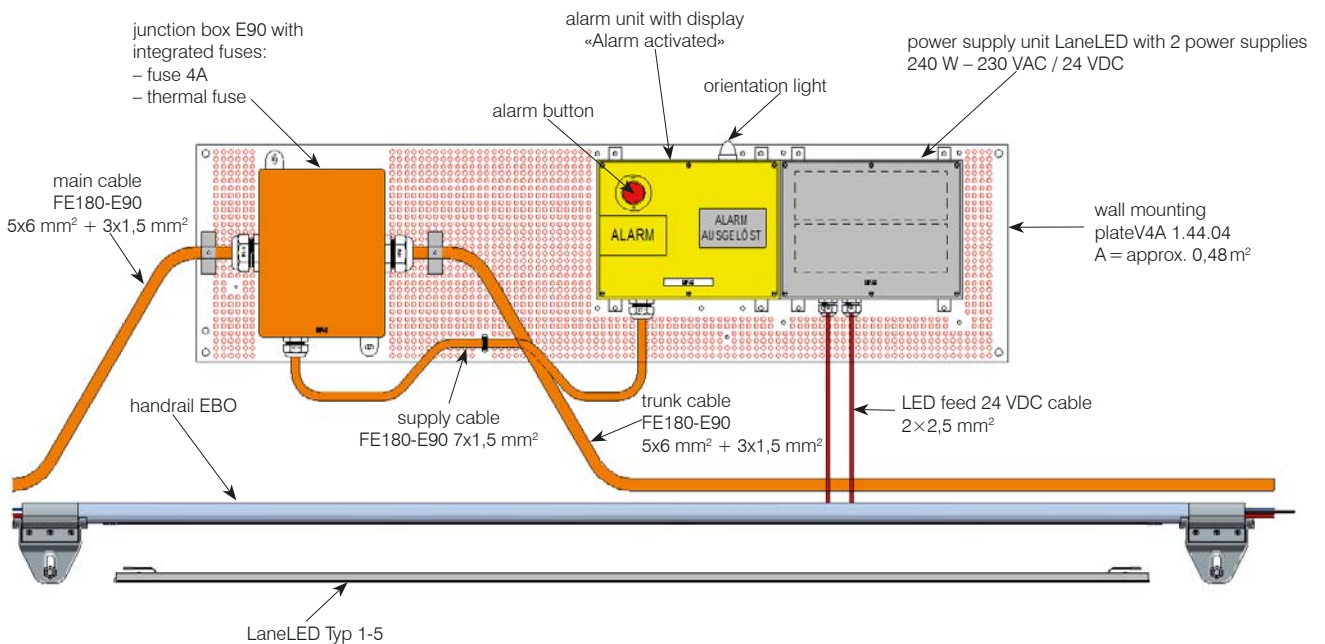 junction box E90 with
integrated fuses:
– fuse 4A
– thermal fuse
alarm unit with display
«Alarm activated»
power supply unit LaneLED with 2 power supplies
240 W – 230 VAC / 24 VDC
orientation light
alarm button
main cable
FE180-E90
5x6 mm² + 3x1,5 mm²
ALARM
ALARM
AUSGELÖST
wall mounting
plateV4A 1.44.04
A = approx. 0,48 m²
handrail EBO
supply cable
FE180-E90 7x1,5 mm²
trunk cable
FE180-E90
5x6 mm² + 3x1,5 mm²
LED feed 24 VDC cable
2×2,5 mm²
LaneLED Typ 1-5